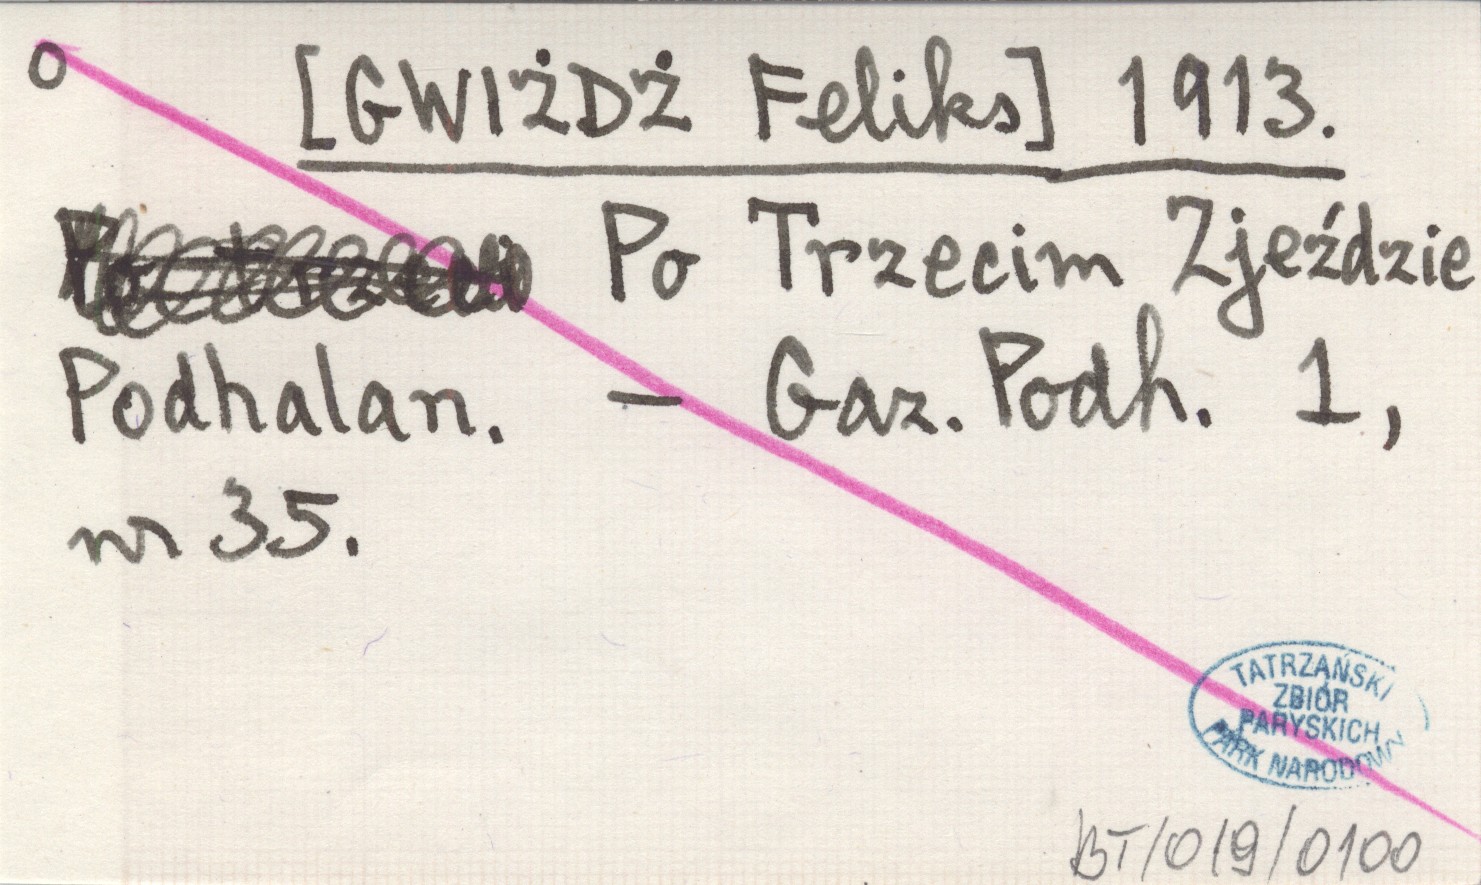 O
[GWIŻDŻ Feliks] 1913.
Po Trzecim Zjeździe
Podhalan. – Gaz. Podh. 1,
nr 35.
TATRZAŃSKI
ZBIÓR
PARYSKICH
PARK NARODOWY
BT/O/9/0100